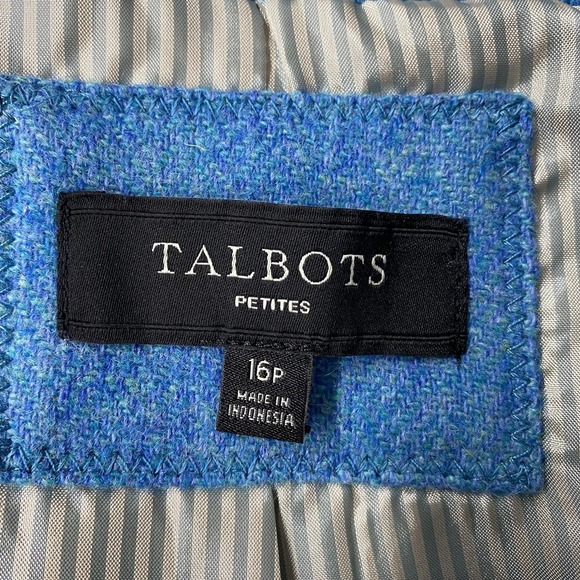 TALBOTS
PETITES
16P
MADE IN
INDONESIA